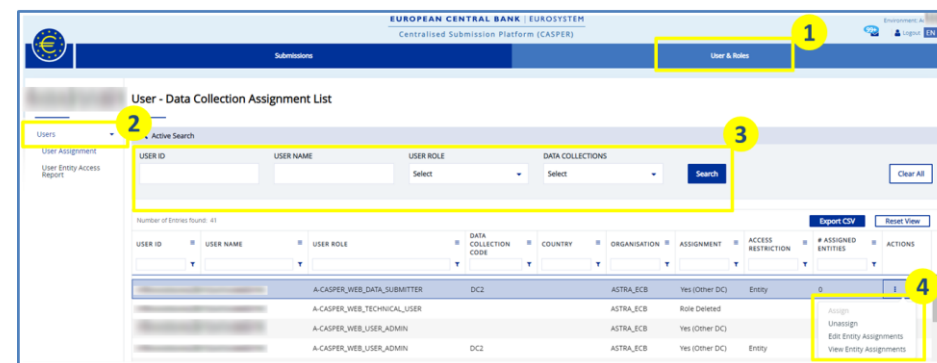 EUROPEAN CENTRAL BANK | EUROSYSTEM
Centralised Submission Platform (CASPER)
1
Logout EN
Submissions
User & Roles
User - Data Collection Assignment List
2
Users
User Assignment
User Entity Access
Report
Active Search
3
USER ID USER NAME USER ROLE DATA COLLECTIONS
Select Select Search Clear All
Number of Entries found: 41
Export CSV Reset View
USER ID USER NAME USER ROLE DATA COLLECTION CODE COUNTRY ORGANISATION ASSIGNMENT ACCESS RESTRICTION # ASSIGNED ENTITIES ACTIONS
A-CASPER_WEB_DATA_SUBMITTER DC2 ASTRA_ECB Yes (Other DC) Entity 0
4
A-CASPER_WEB_TECHNICAL_USER ASTRA_ECB Role Deleted
A-CASPER_WEB_USER_ADMIN ASTRA_ECB Yes (Other DC)
A-CASPER_WEB_USER_ADMIN DC2 ASTRA_ECB Yes (Other DC) Entity
Assign
Unassign
Edit Entity Assignments
View Entity Assignments